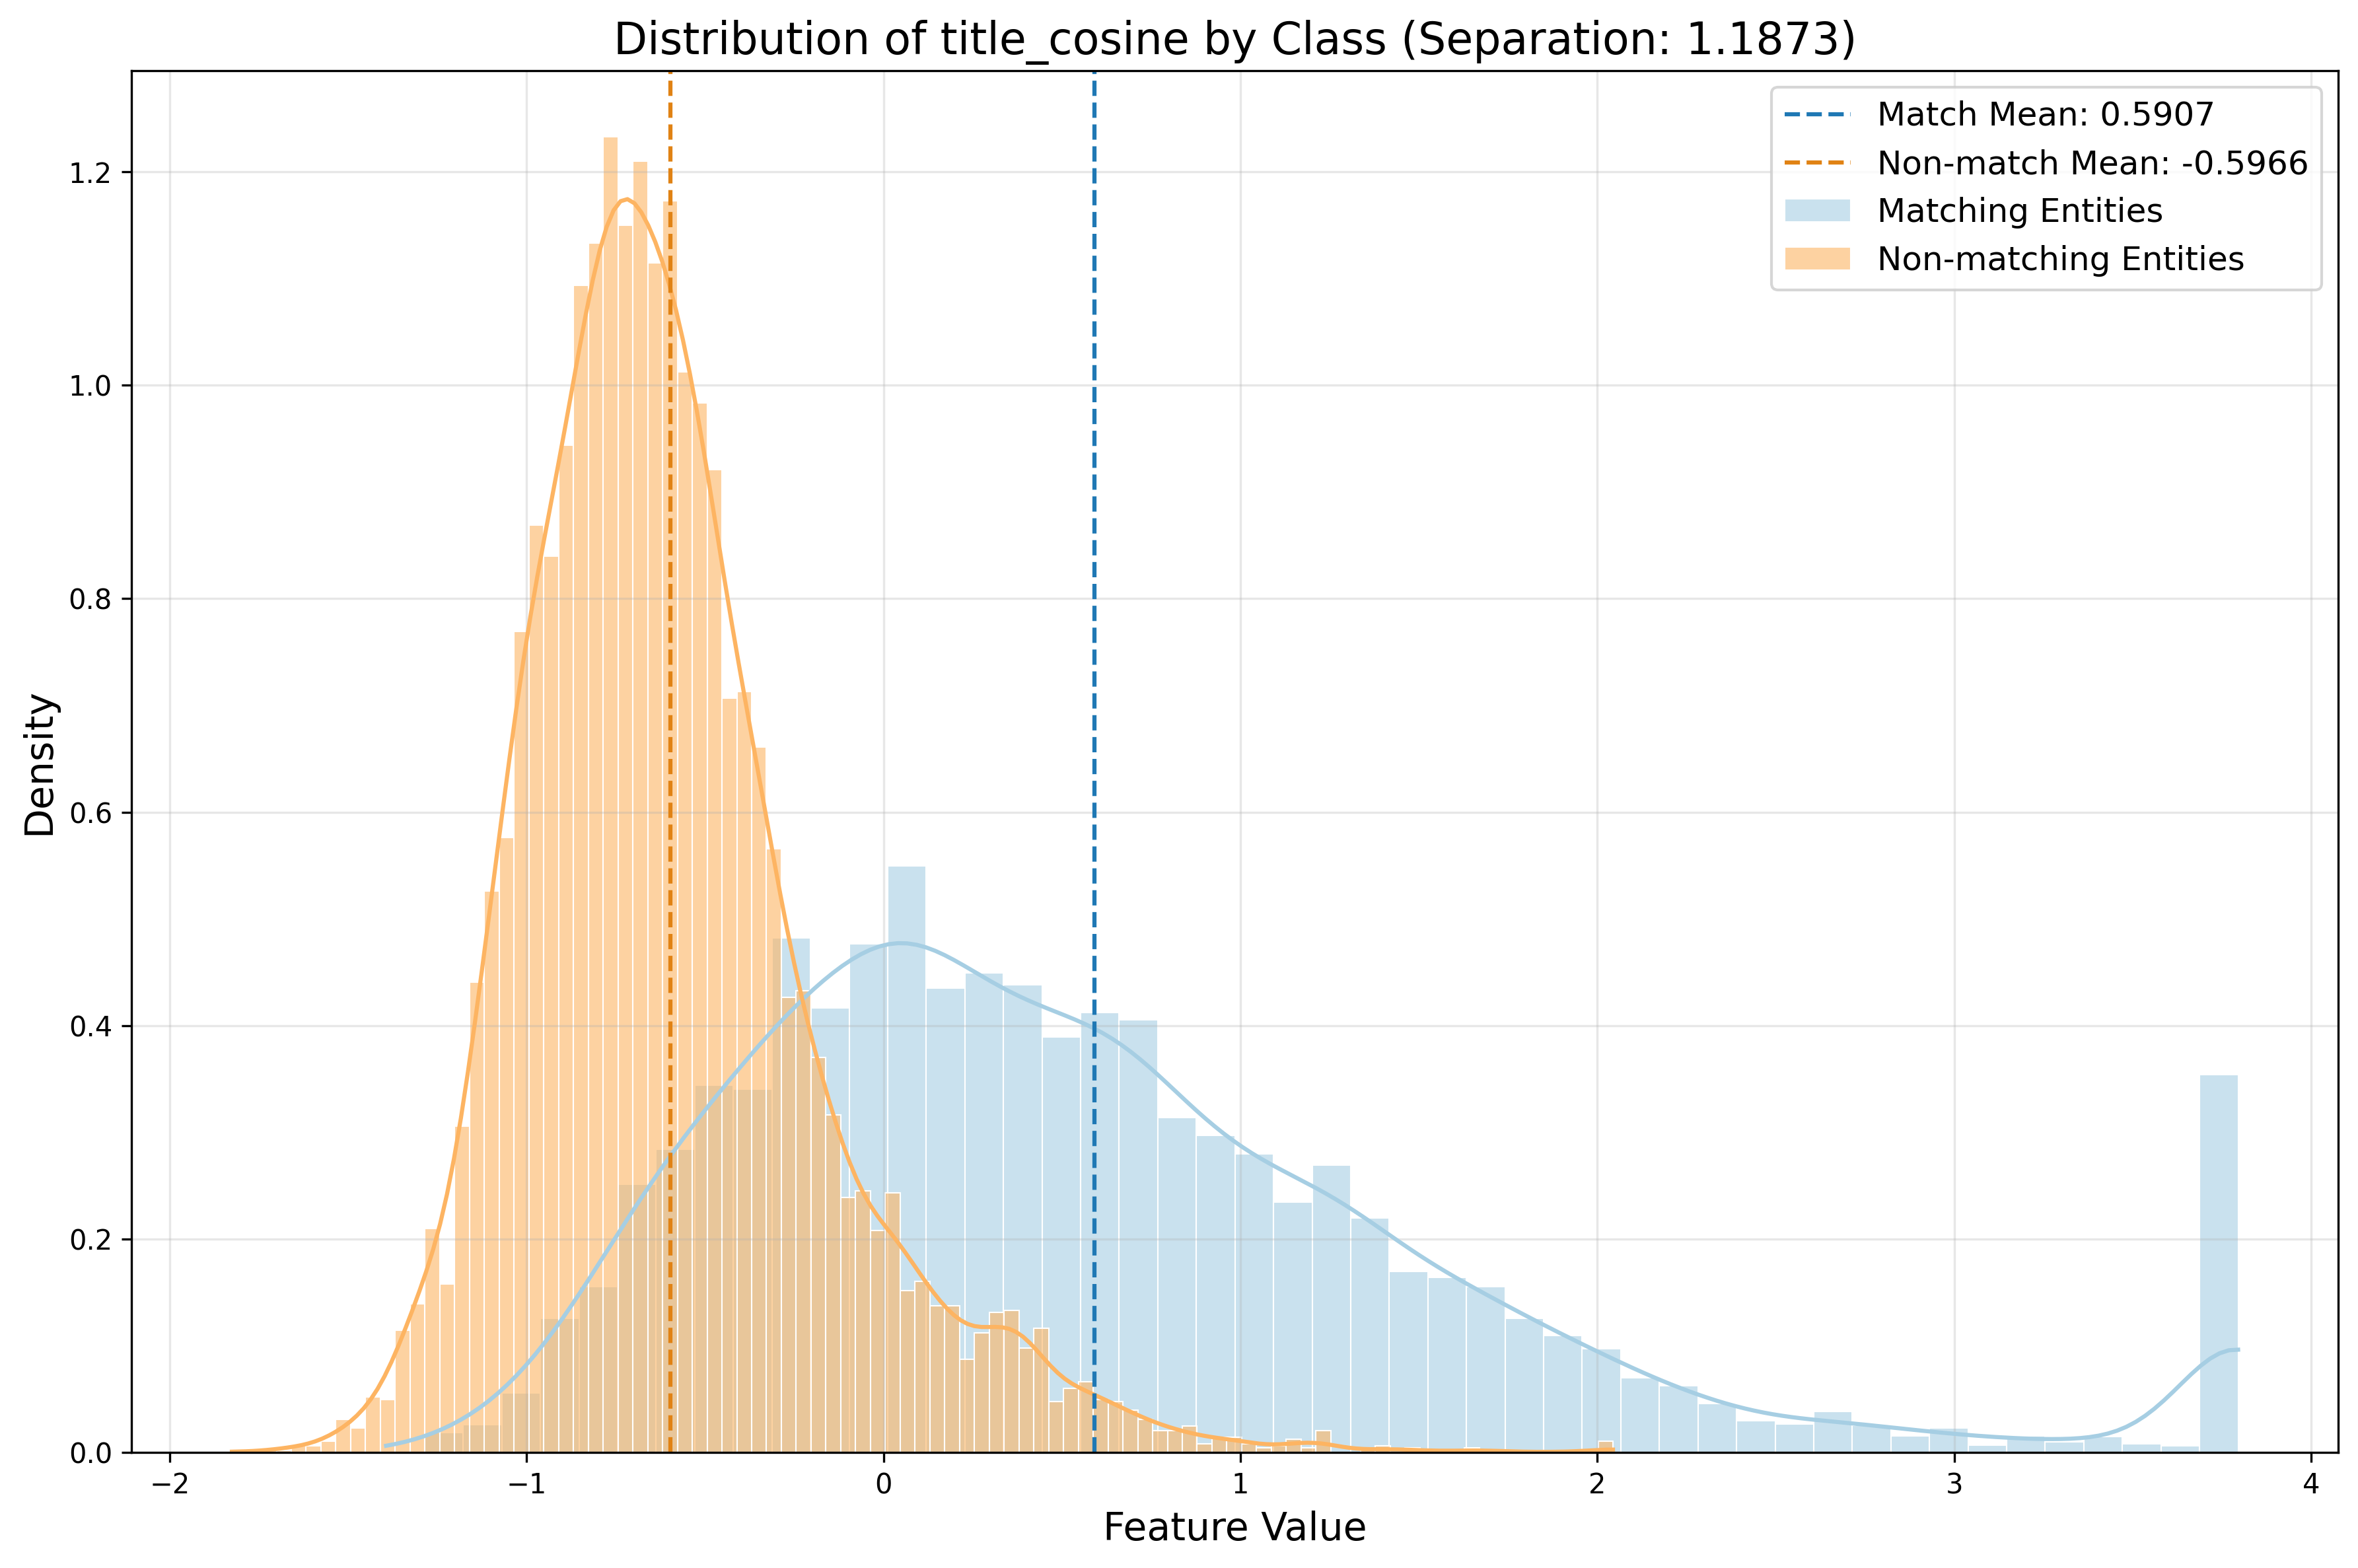 Distribution of title_cosine by Class (Separation: 1.1873)
Match Mean: 0.5907
Non-match Mean: -0.5966
Matching Entities
Non-matching Entities
Density
1.2
1.0
0.8
0.6
0.4
0.2
0.0
−2
−1
0
1
2
3
4
Feature Value